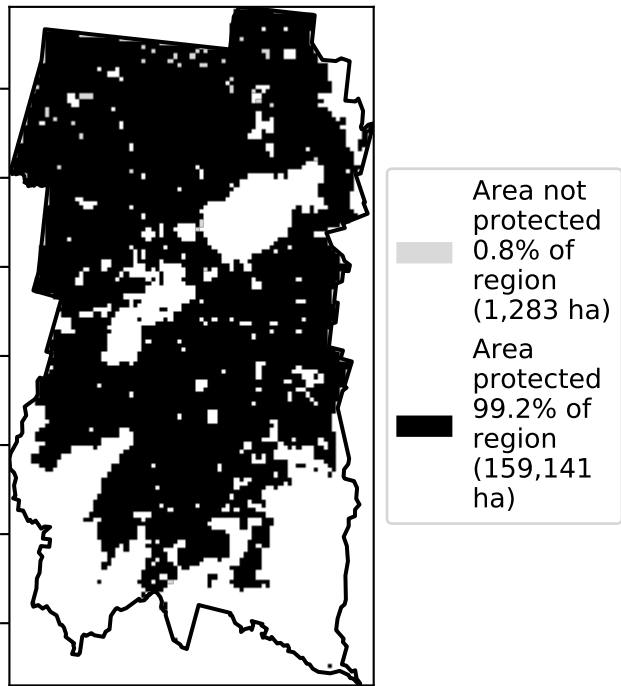 Area not
protected
0.8% of
region
(1,283 ha)
Area
protected
99.2% of
region
(159,141
ha)